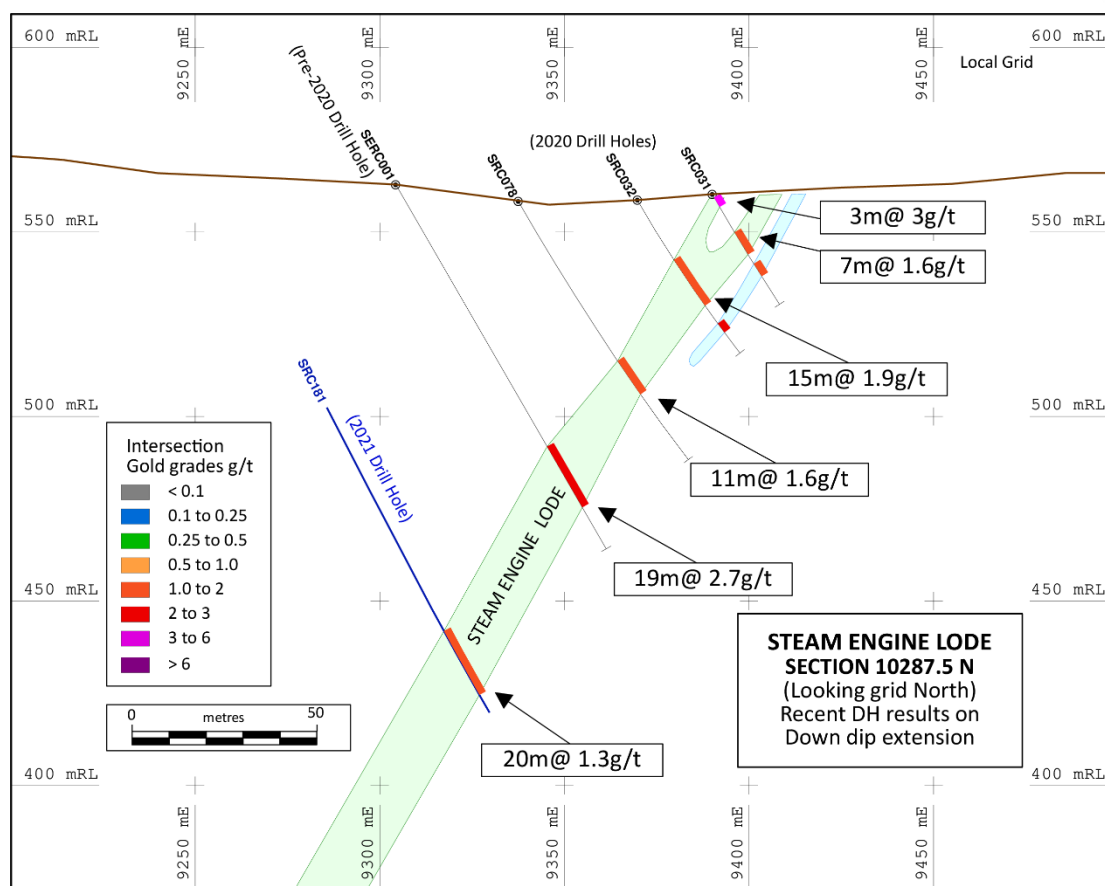 600 mRL
9250 mE
9300 mE
9350 mE
9400 mE
9450 mE
600 mRL
Local Grid
(Pre-2020 Drill Hole)
SERC001
SRC078
(2020 Drill Holes)
SRC032
SRC031
550 mRL
550 mRL
3m@ 3g/t
7m@ 1.6g/t
15m@ 1.9g/t
SRC181
(2021 Drill Hole)
500 mRL
500 mRL
11m@ 1.6g/t
Intersection
Gold grades g/t
< 0.1
0.1 to 0.25
0.25 to 0.5
0.5 to 1.0
1.0 to 2
2 to 3
3 to 6
> 6
STEAM ENGINE LODE
19m@ 2.7g/t
450 mRL
450 mRL
STEAM ENGINE LODE
SECTION 10287.5 N
(Looking grid North)
Recent DH results on
Down dip extension
0 metres 50
20m@ 1.3g/t
400 mRL
400 mRL
9250 mE
9300 mE
9350 mE
9400 mE
9450 mE